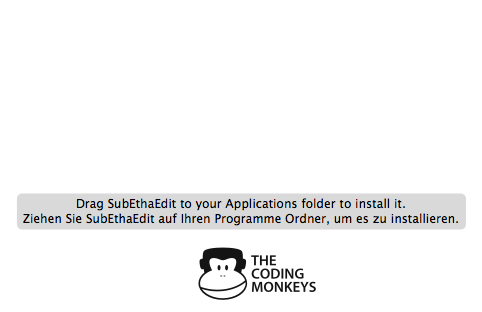 Drag SubEthaEdit to your Applications folder to install it.
Ziehen Sie SubEthaEdit auf Ihren Programme Ordner, um es zu installieren.
THE
CODING
MONKEYS